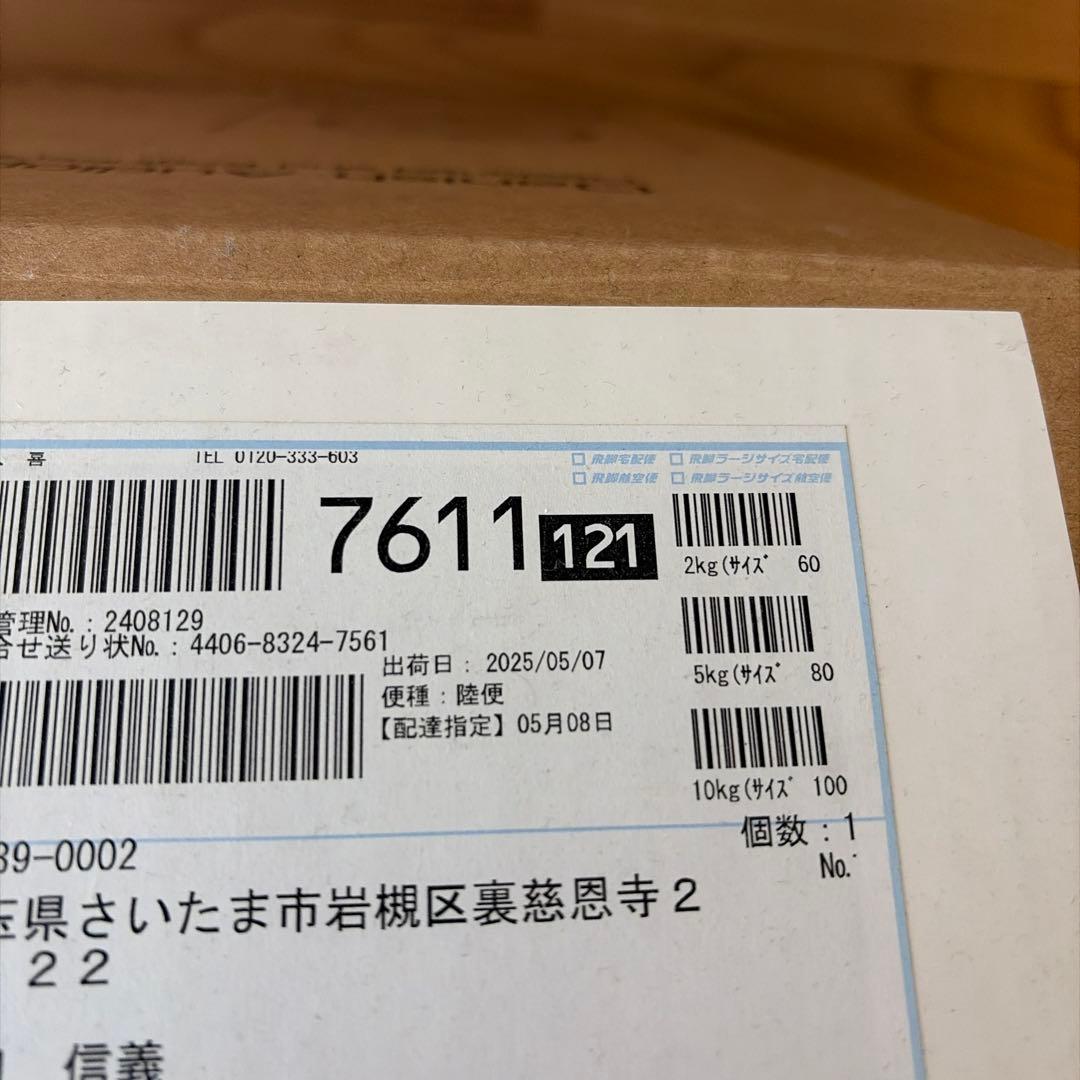 喜 TEL 0120-333-603
飛脚宅配便 飛脚ラージサイズ宅配便
飛脚航空便 飛脚ラージサイズ航空便
7611 121
2kg(サイズ 60
管理No.：2408129
合せ送り状No.：4406-8324-7561
5kg(サイズ 80
出荷日：2025/05/07
便種：陸便
【配達指定】05月08日
10kg(サイズ 100
個数：1
No.
39-0002
玉県さいたま市岩槻区裏慈恩寺２
２２
信義